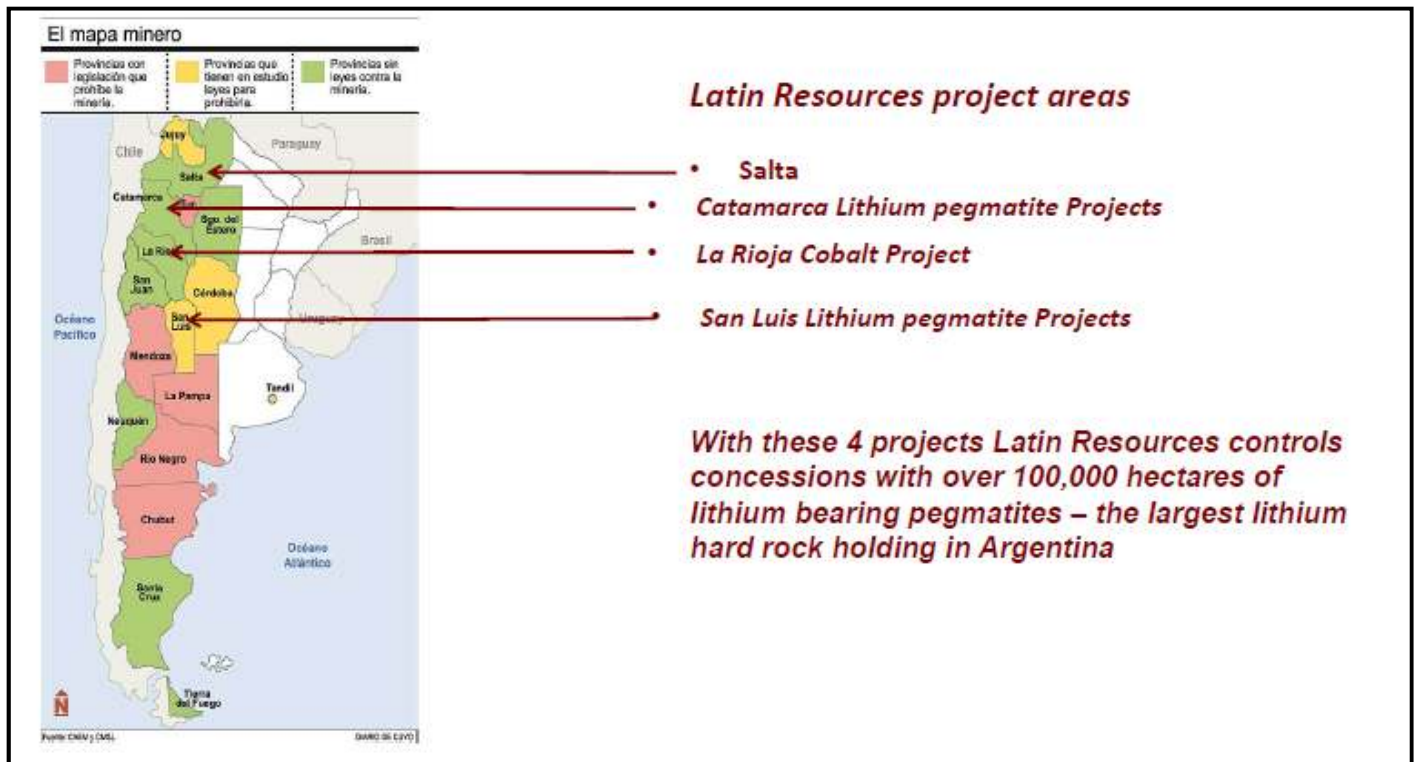 El mapa minero
Provincias con
legislación que
prohíbe la
minería.
Provincias que
tienen en estudio
leyes para
prohibirla.
Provincias sin
leyes contra la
minería.
Latin Resources project areas
Jujuy
Chile
Paraguay
Salta
• Salta
Catamarca
Tuc.
• Catamarca Lithium pegmatite Projects
Sgo. del
Estero
Brasil
La Rioja
• La Rioja Cobalt Project
San
Juan
Córdoba
Océano
Pacífico
San
Luis
Uruguay
• San Luis Lithium pegmatite Projects
Mendoza
La Pampa
Tandil
Neuquén
Río Negro
With these 4 projects Latin Resources controls
concessions with over 100,000 hectares of
lithium bearing pegmatites – the largest lithium
hard rock holding in Argentina
Chubut
Océano
Atlántico
Santa
Cruz
Tierra
del Fuego
N
DIARIO DE CUYO